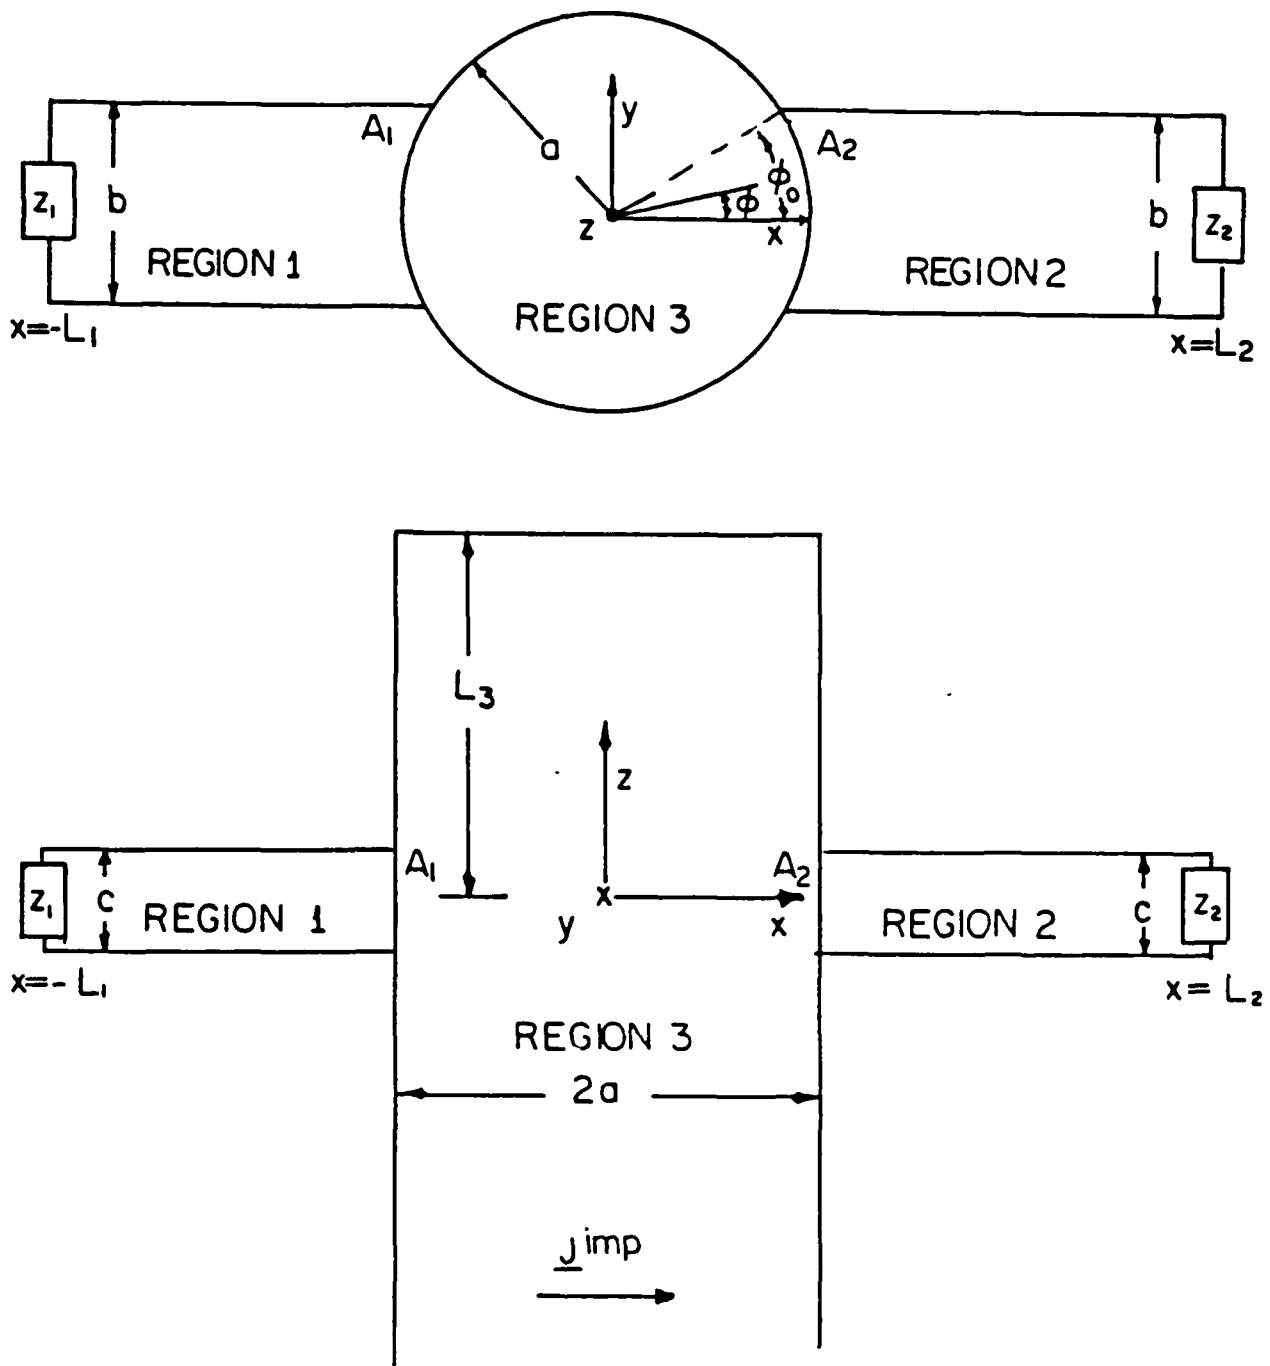 A₁
a
y
A₂
z₁
b
z
ϕ
ϕ₀
x
b
z₂
REGION 1
REGION 2
REGION 3
x=-L₁
x=L₂
L₃
z
A₁
A₂
z₁
c
REGION 1
x
y
x
REGION 2
c
z₂
x=-L₁
x= L₂
REGION 3
2a
j imp